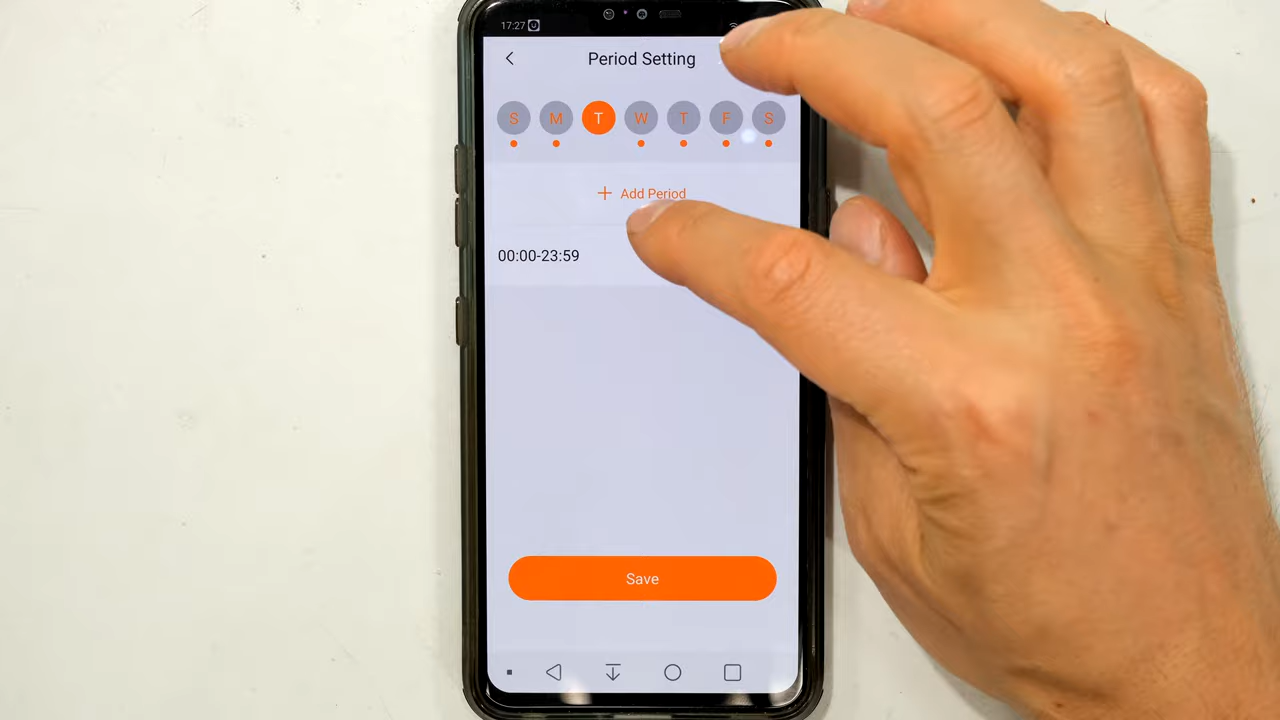 17:27
Period Setting
S M T W T F S
+ Add Period
00:00-23:59
Save